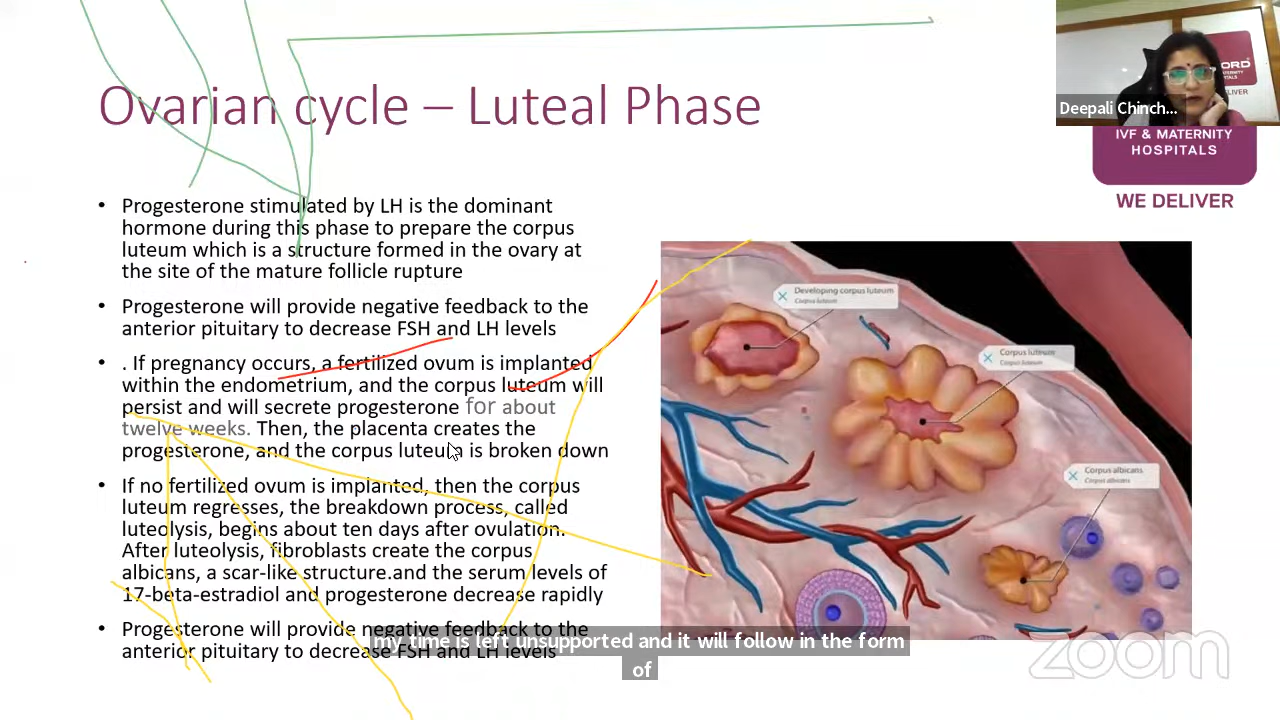 Ovarian cycle – Luteal Phase
Deepali Chinch...
IVF & MATERNITY
HOSPITALS
WE DELIVER
• Progesterone stimulated by LH is the dominant
hormone during this phase to prepare the corpus
luteum which is a structure formed in the ovary at
the site of the mature follicle rupture
• Progesterone will provide negative feedback to the
anterior pituitary to decrease FSH and LH levels
• . If pregnancy occurs, a fertilized ovum is implanted
within the endometrium, and the corpus luteum will
persist and will secrete progesterone for about
twelve weeks. Then, the placenta creates the
progesterone, and the corpus luteum is broken down
• If no fertilized ovum is implanted, then the corpus
luteum regresses, the breakdown process, called
luteolysis, begins about ten days after ovulation.
After luteolysis, fibroblasts create the corpus
albicans, a scar-like structure.and the serum levels of
17-beta-estradiol and progesterone decrease rapidly
• Progesterone will provide negative feedback to the
anterior pituitary to decrease FSH and LH levels
Developing corpus luteum
Corpus luteum
Corpus luteum
Corpus luteum
Corpus albicans
Corpus albicans
my time is left unsupported and it will follow in the form
of
zoom